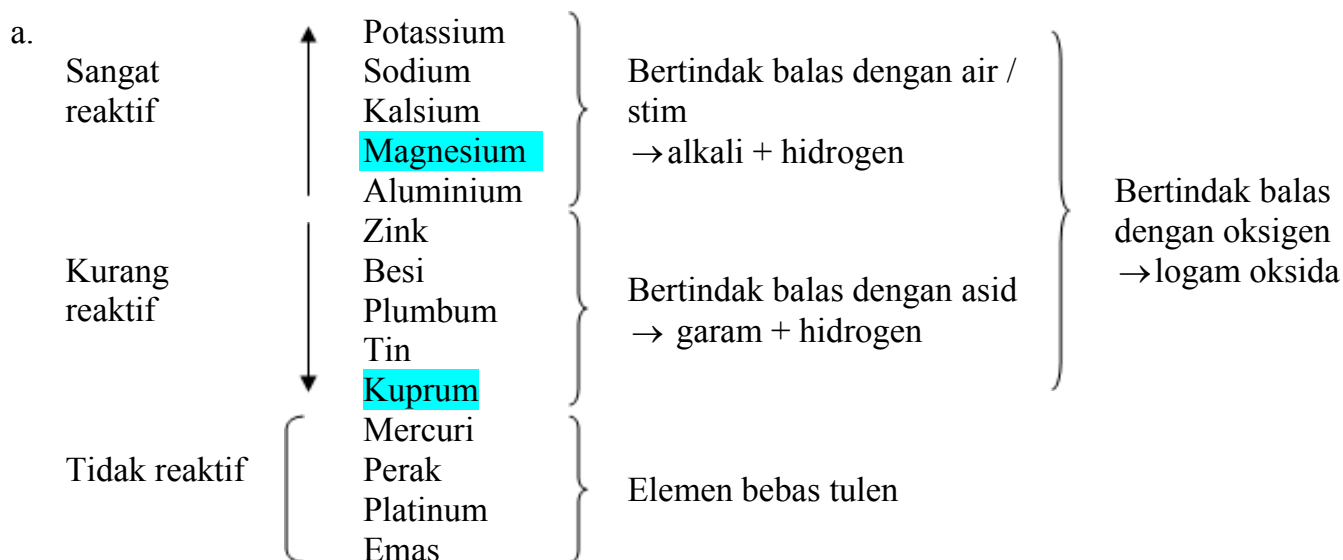 a.
Sangat
reaktif
Kurang
reaktif
Tidak reaktif
Potassium
Sodium
Kalsium
Magnesium
Aluminium
Zink
Besi
Plumbum
Tin
Kuprum
Mercuri
Perak
Platinum
Emas
Bertindak balas dengan air /
stim
→alkali + hidrogen
Bertindak balas dengan asid
→ garam + hidrogen
Elemen bebas tulen
Bertindak balas
dengan oksigen
→logam oksida